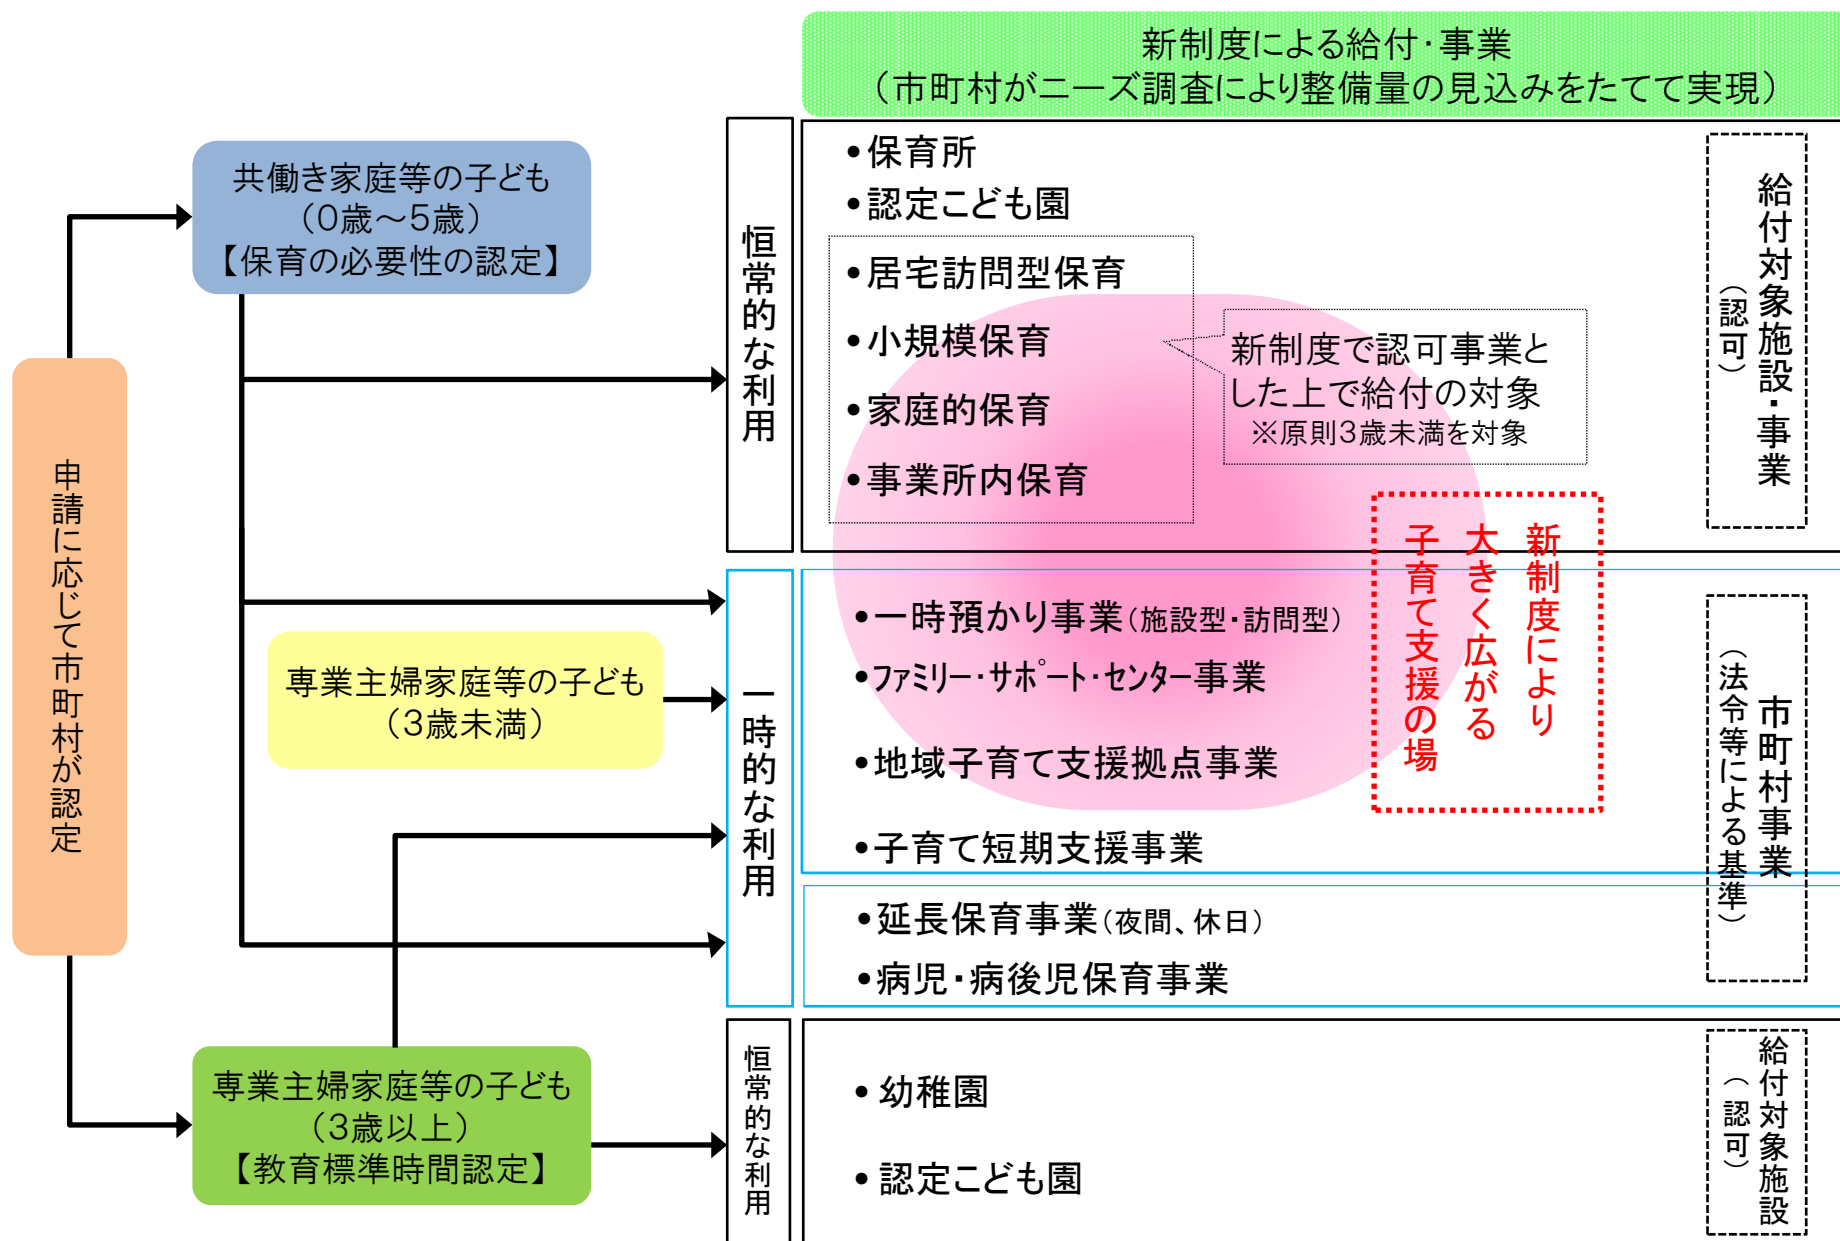 新制度による給付・事業
（市町村がニーズ調査により整備量の見込みをたてて実現）
申請に応じて市町村が認定
共働き家庭等の子ども
（0歳～5歳）
【保育の必要性の認定】
恒常的な利用
•保育所
•認定こども園
•居宅訪問型保育
•小規模保育
•家庭的保育
•事業所内保育
新制度で認可事業と
した上で給付の対象
※原則3歳未満を対象
給付対象施設・事業
（認可）
新制度により
大きく広がる
子育て支援の場
専業主婦家庭等の子ども
（3歳未満）
一時的な利用
•一時預かり事業（施設型・訪問型）
•ﾌｧﾐﾘｰ･ｻﾎﾟｰﾄ･ｾﾝﾀｰ事業
•地域子育て支援拠点事業
•子育て短期支援事業
•延長保育事業（夜間、休日）
•病児・病後児保育事業
市町村事業
（法令等による基準）
専業主婦家庭等の子ども
（3歳以上）
【教育標準時間認定】
恒常的な利用
•幼稚園
•認定こども園
給付対象施設
（認可）